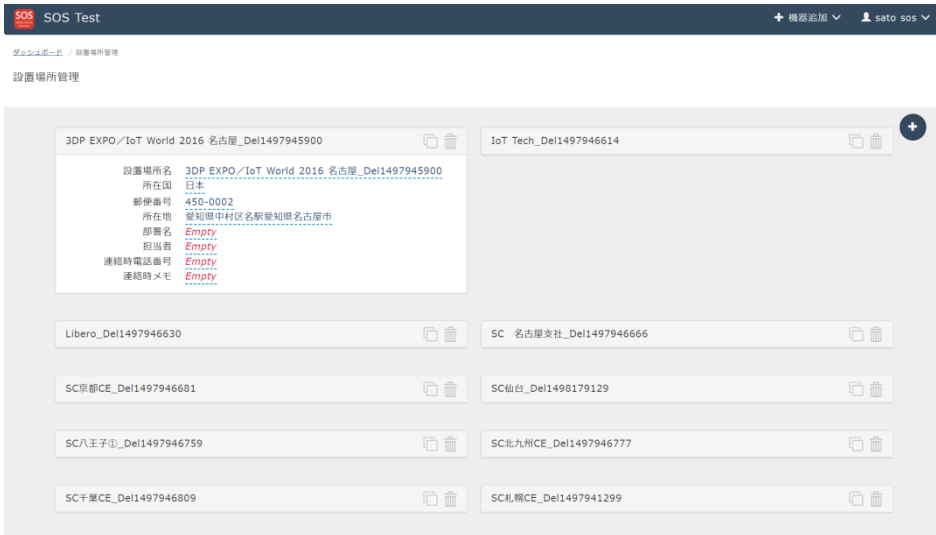 SOS
SOS Test
機器追加
sato sos
ダッシュボード / 設置場所管理
設置場所管理
3DP EXPO／IoT World 2016 名古屋_Del1497945900
IoT Tech_Del1497946614
設置場所名 3DP EXPO／IoT World 2016 名古屋_Del1497945900
所在国 日本
郵便番号 450-0002
所在地 愛知県中村区名駅愛知県名古屋市
部署名 Empty
担当者 Empty
連絡時電話番号 Empty
連絡時メモ Empty
Libero_Del1497946630
SC　名古屋支社_Del1497946666
SC京都CE_Del1497946681
SC仙台_Del1498179129
SC八王子①_Del1497946759
SC北九州CE_Del1497946777
SC千葉CE_Del1497946809
SC札幌CE_Del1497941299